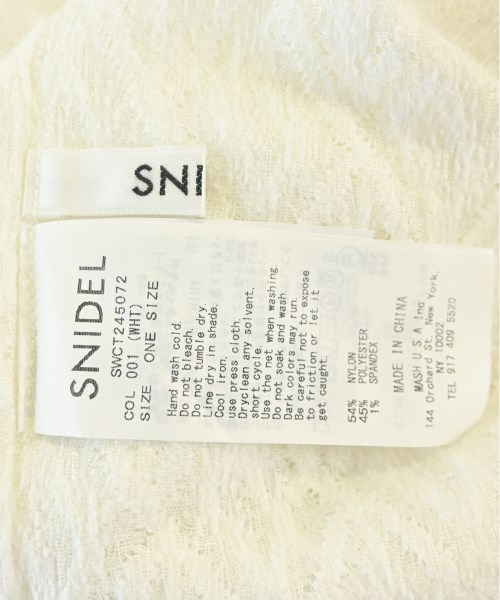 SNI
SNIDEL
SWCT245072
COL 001 (WHT)
SIZE ONE SIZE
Hand wash cold.
Do not bleach.
Do not tumble dry.
Line dry. in shade.
Cool iron.
use press cloth.
Dryclean any solvent.
short cycle.
Use the net when washing.
Do not soak and wash.
Dark colors may run.
Be careful not to expose
to friction or let it
get caught.
54% NYLON
45% POLYESTER
1% SPANDEX
MADE IN CHINA
MASH U.S.A Inc
144 Orchard St. New York.
NY 10002
TEL 917 409 5520